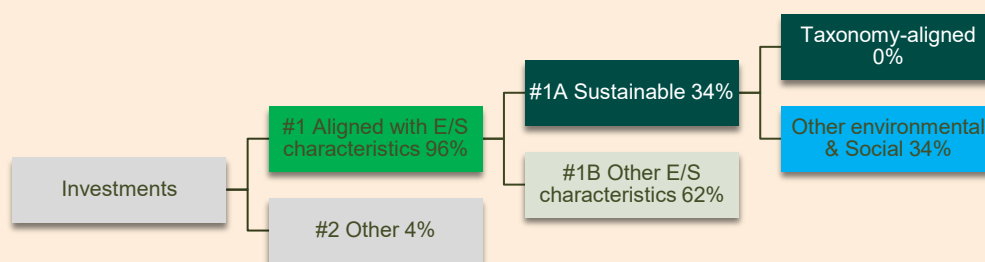 Investments
#1 Aligned with E/S
characteristics 96%
#2 Other 4%
#1A Sustainable 34%
#1B Other E/S
characteristics 62%
Taxonomy-aligned
0%
Other environmental
& Social 34%